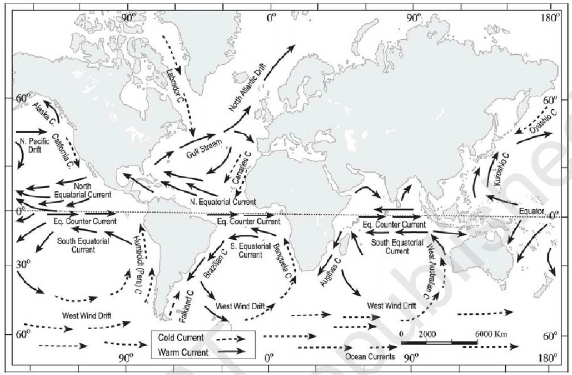 90° 0° 90° 180°
Labrador C
North Atlantic Drift
60° 60°
Alaska C
Oyashio C
N. Pacific
Drift
California C
Gulf Stream
Canaries C
Kuroshio C
North
Equatorial Current
N. Equatorial Current
Equator
0° 0°
Eq. Counter Current
Eq. Counter Current
Eq. Counter Current
South Equatorial
Current
S. Equatorial
Current
South Equatorial
Current
Humboldt (Peru) C
Brazilian C
Benguela C
Agulhas C
West Australian C
30°
Falkland C
West Wind Drift
West Wind Drift
West Wind Drift
60° 60°
Cold Current
Warm Current
0 2000 6000 Km
Ocean Currents
90° 0° 90° 180°